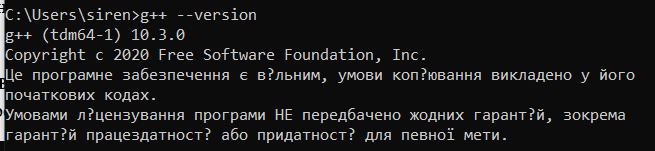 C:\Users\siren>g++ --version
g++ (tdm64-1) 10.3.0
Copyright c 2020 Free Software Foundation, Inc.
Це програмне забезпечення є в?льним, умови коп?ювання викладено у його
початкових кодах.
Умовами л?цензування програми НЕ передбачено жодних гарант?й, зокрема
гарант?й працездатност? або придатност? для певної мети.